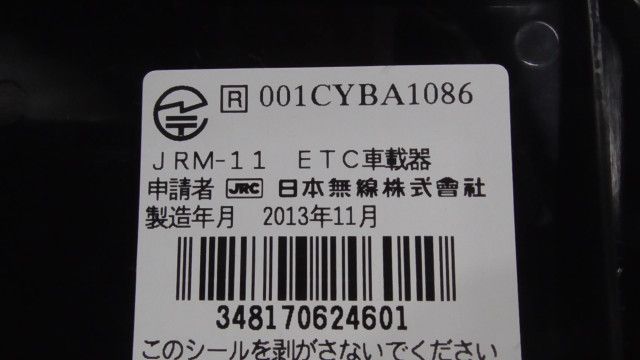 R 001CYBA1086
JRM-11 ETC車載器
申請者 JRC 日本無線株式會社
製造年月 2013年11月
348170624601
このシールを剥がさないでください